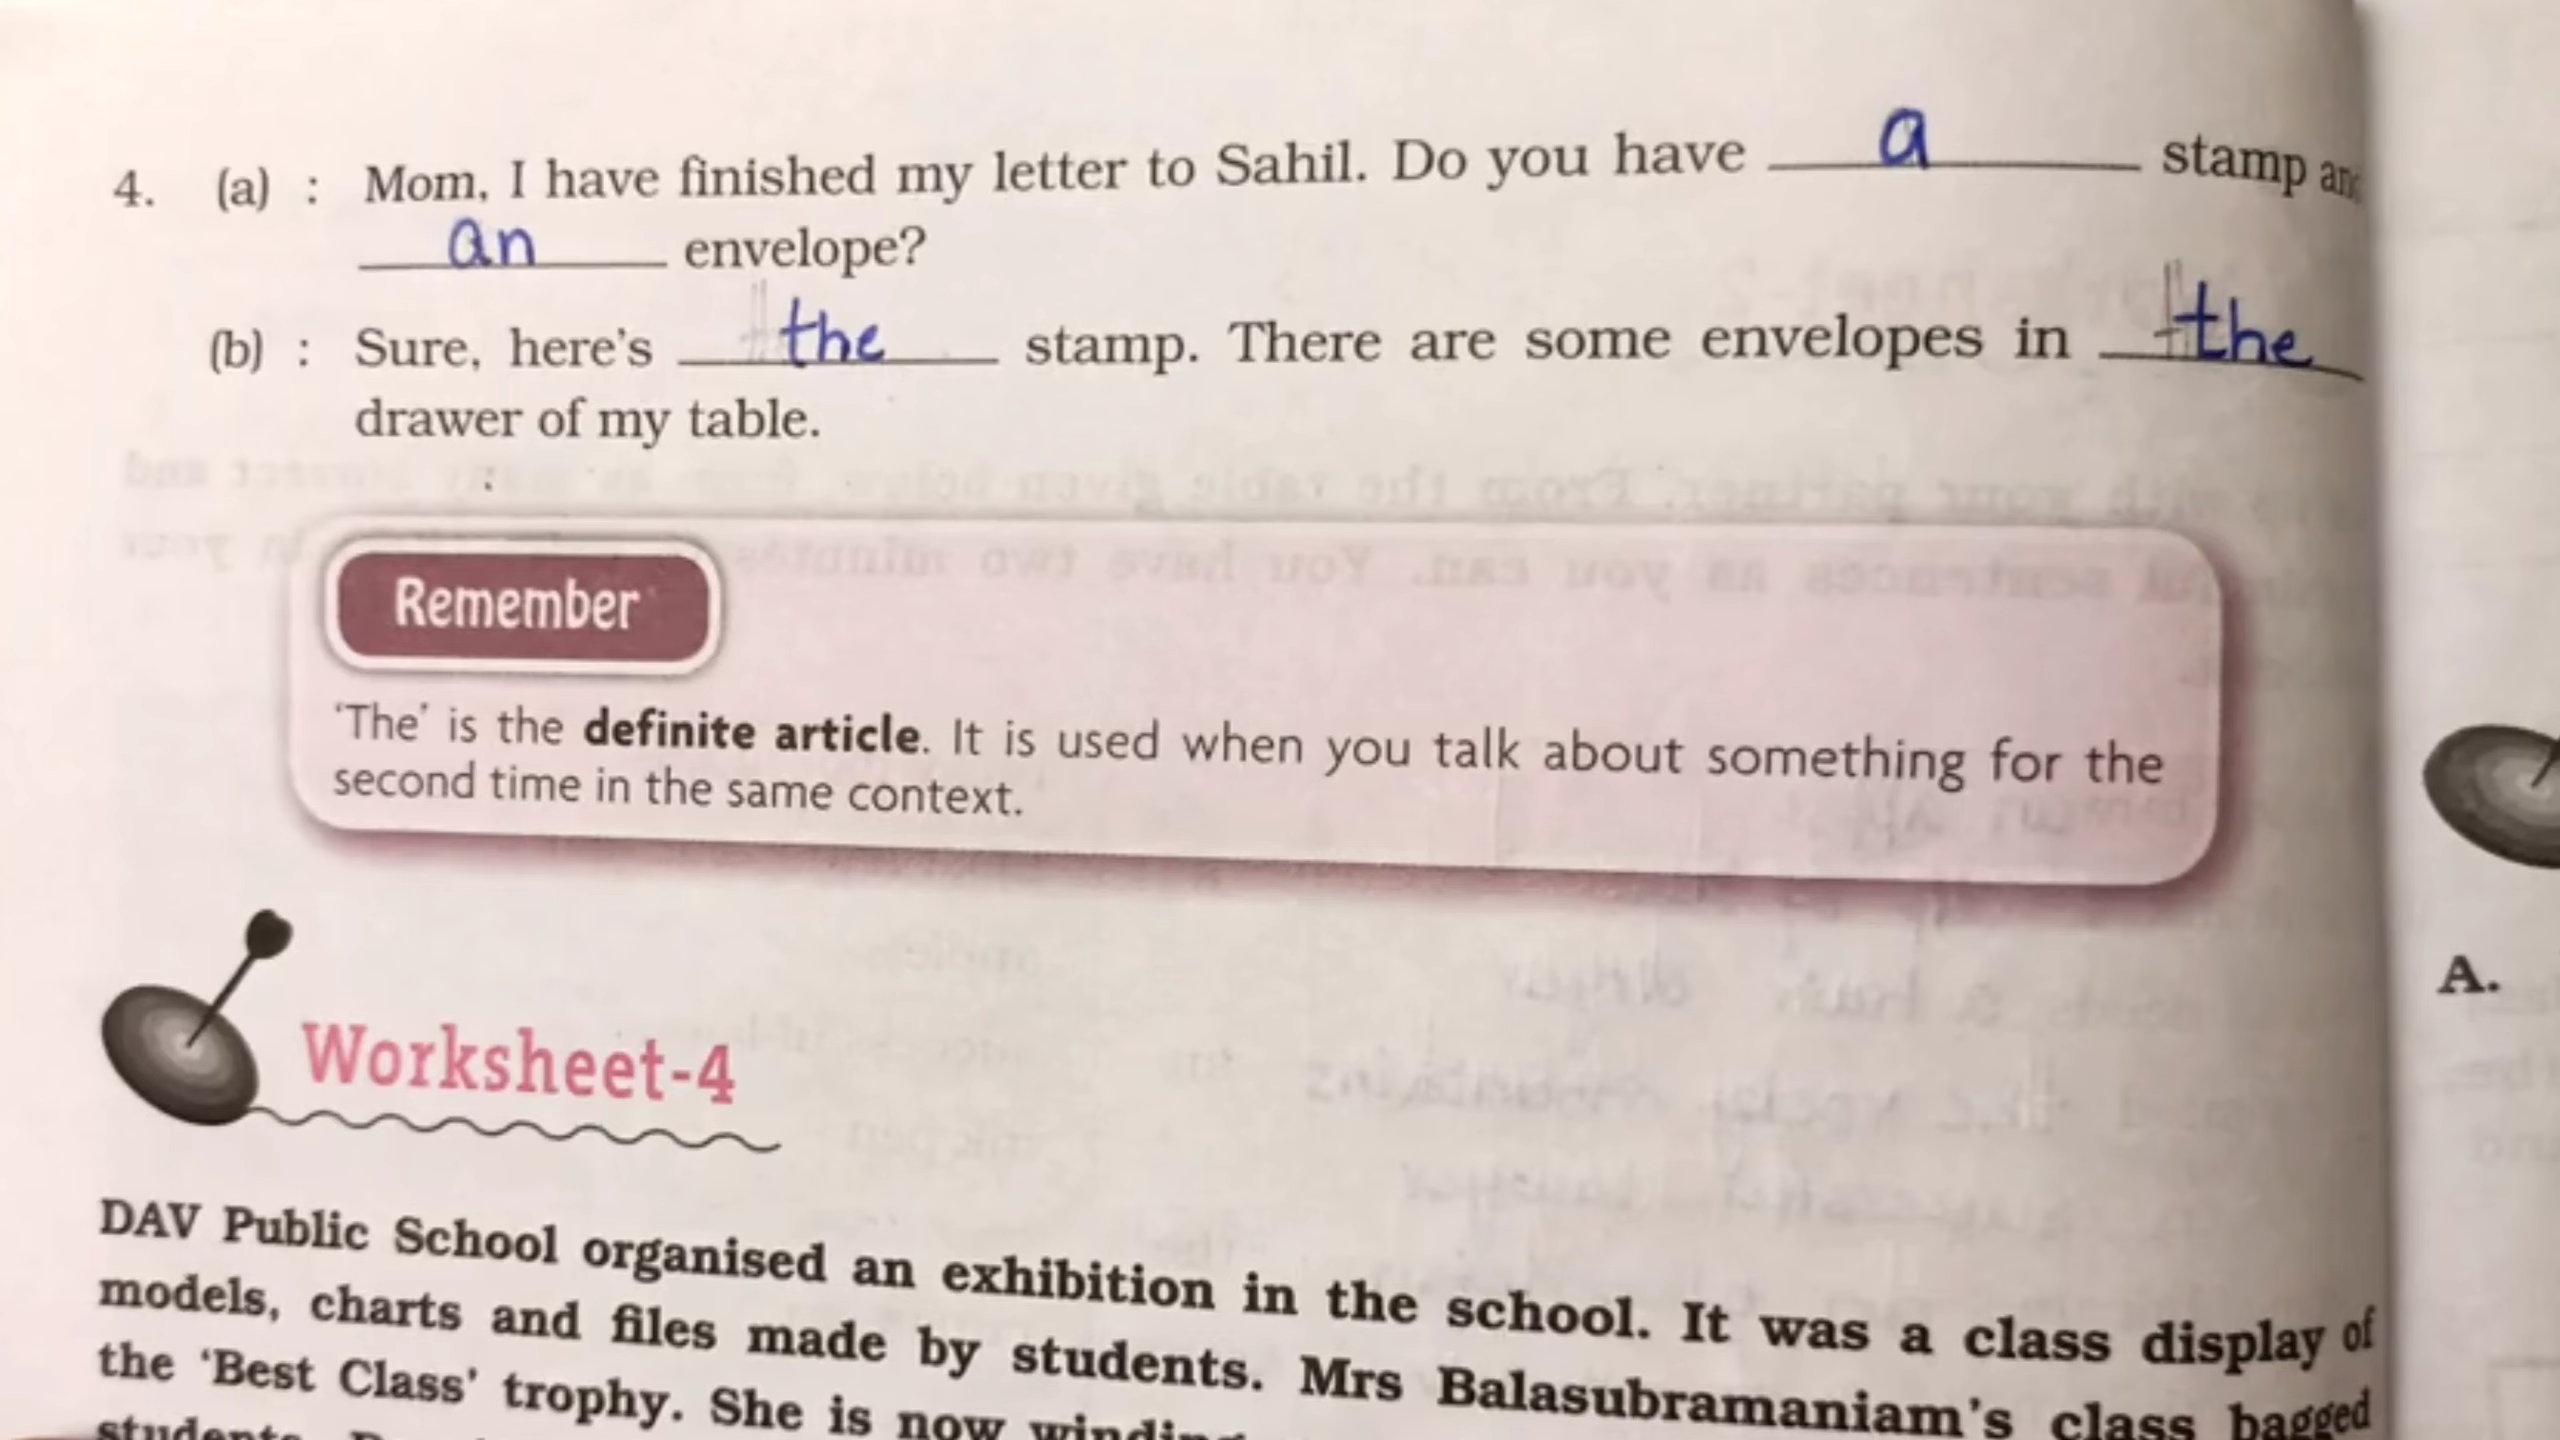 4. (a) : Mom, I have finished my letter to Sahil. Do you have a stamp an
an envelope?
(b) : Sure, here's the stamp. There are some envelopes in the
drawer of my table.
Remember
'The' is the definite article. It is used when you talk about something for the
second time in the same context.
Worksheet-4
DAV Public School organised an exhibition in the school. It was a class display of
models, charts and files made by students. Mrs Balasubramaniam's class bagged
the 'Best Class' trophy. She is now
students.
A.